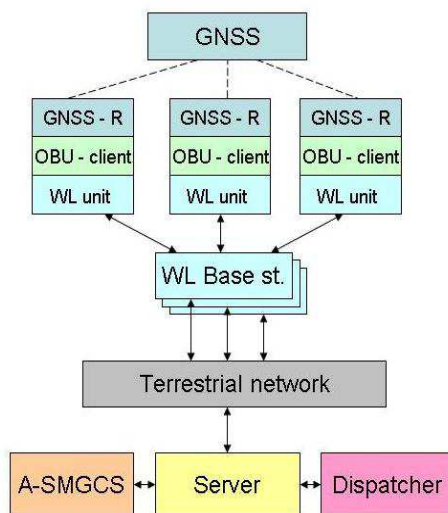 GNSS
GNSS - R
GNSS - R
GNSS - R
OBU - client
OBU - client
OBU - client
WL unit
WL unit
WL unit
WL Base st.
Terrestrial network
A-SMGCS
Server
Dispatcher